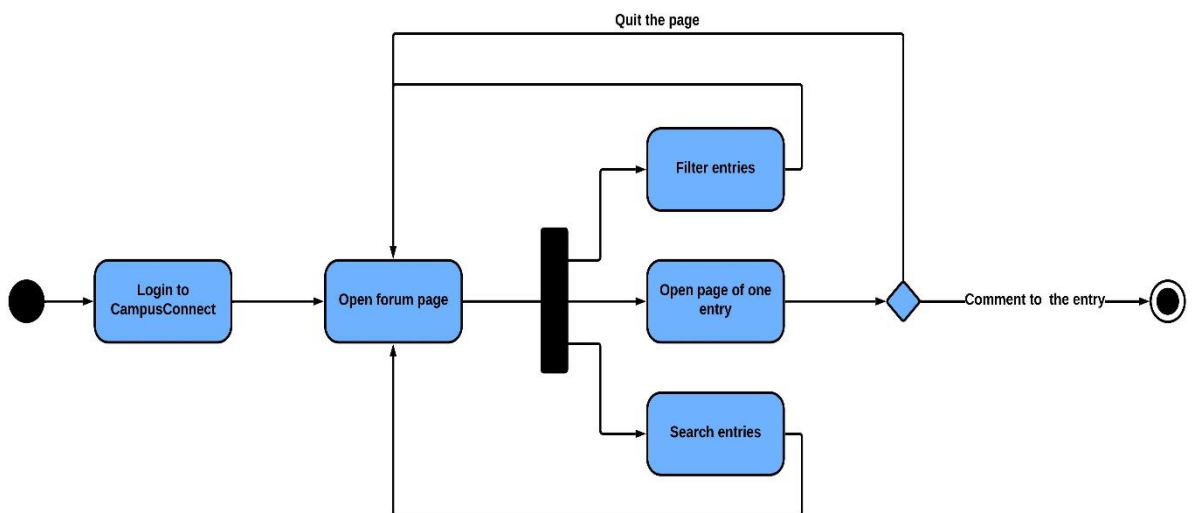 Quit the page
Filter entries
Login to
CampusConnect
Open forum page
Open page of one
entry
Comment to the entry
Search entries